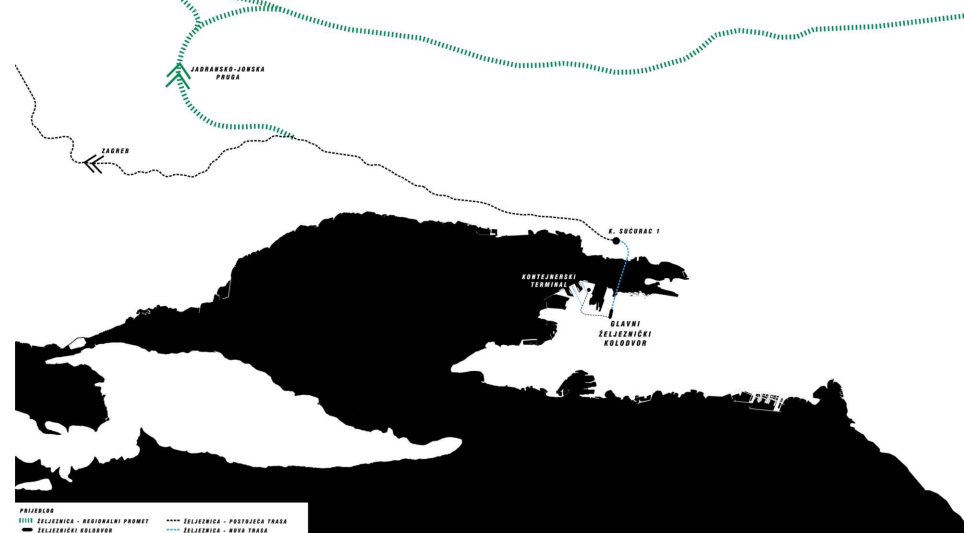 JADRANSKO-JONSKA
PRUGA
ZAGREB
K. SUĆURAC 1
KONTEJNERSKI
TERMINAL
GLAVNI
ŽELJEZNIČKI
KOLODVOR
PRIJEDLOG
ŽELJEZNICA - REGIONALNI PROMET
ŽELJEZNICA - POSTOJEĆA TRASA
ŽELJEZNIČKI KOLODVOR
ŽELJEZNICA - NOVA TRASA